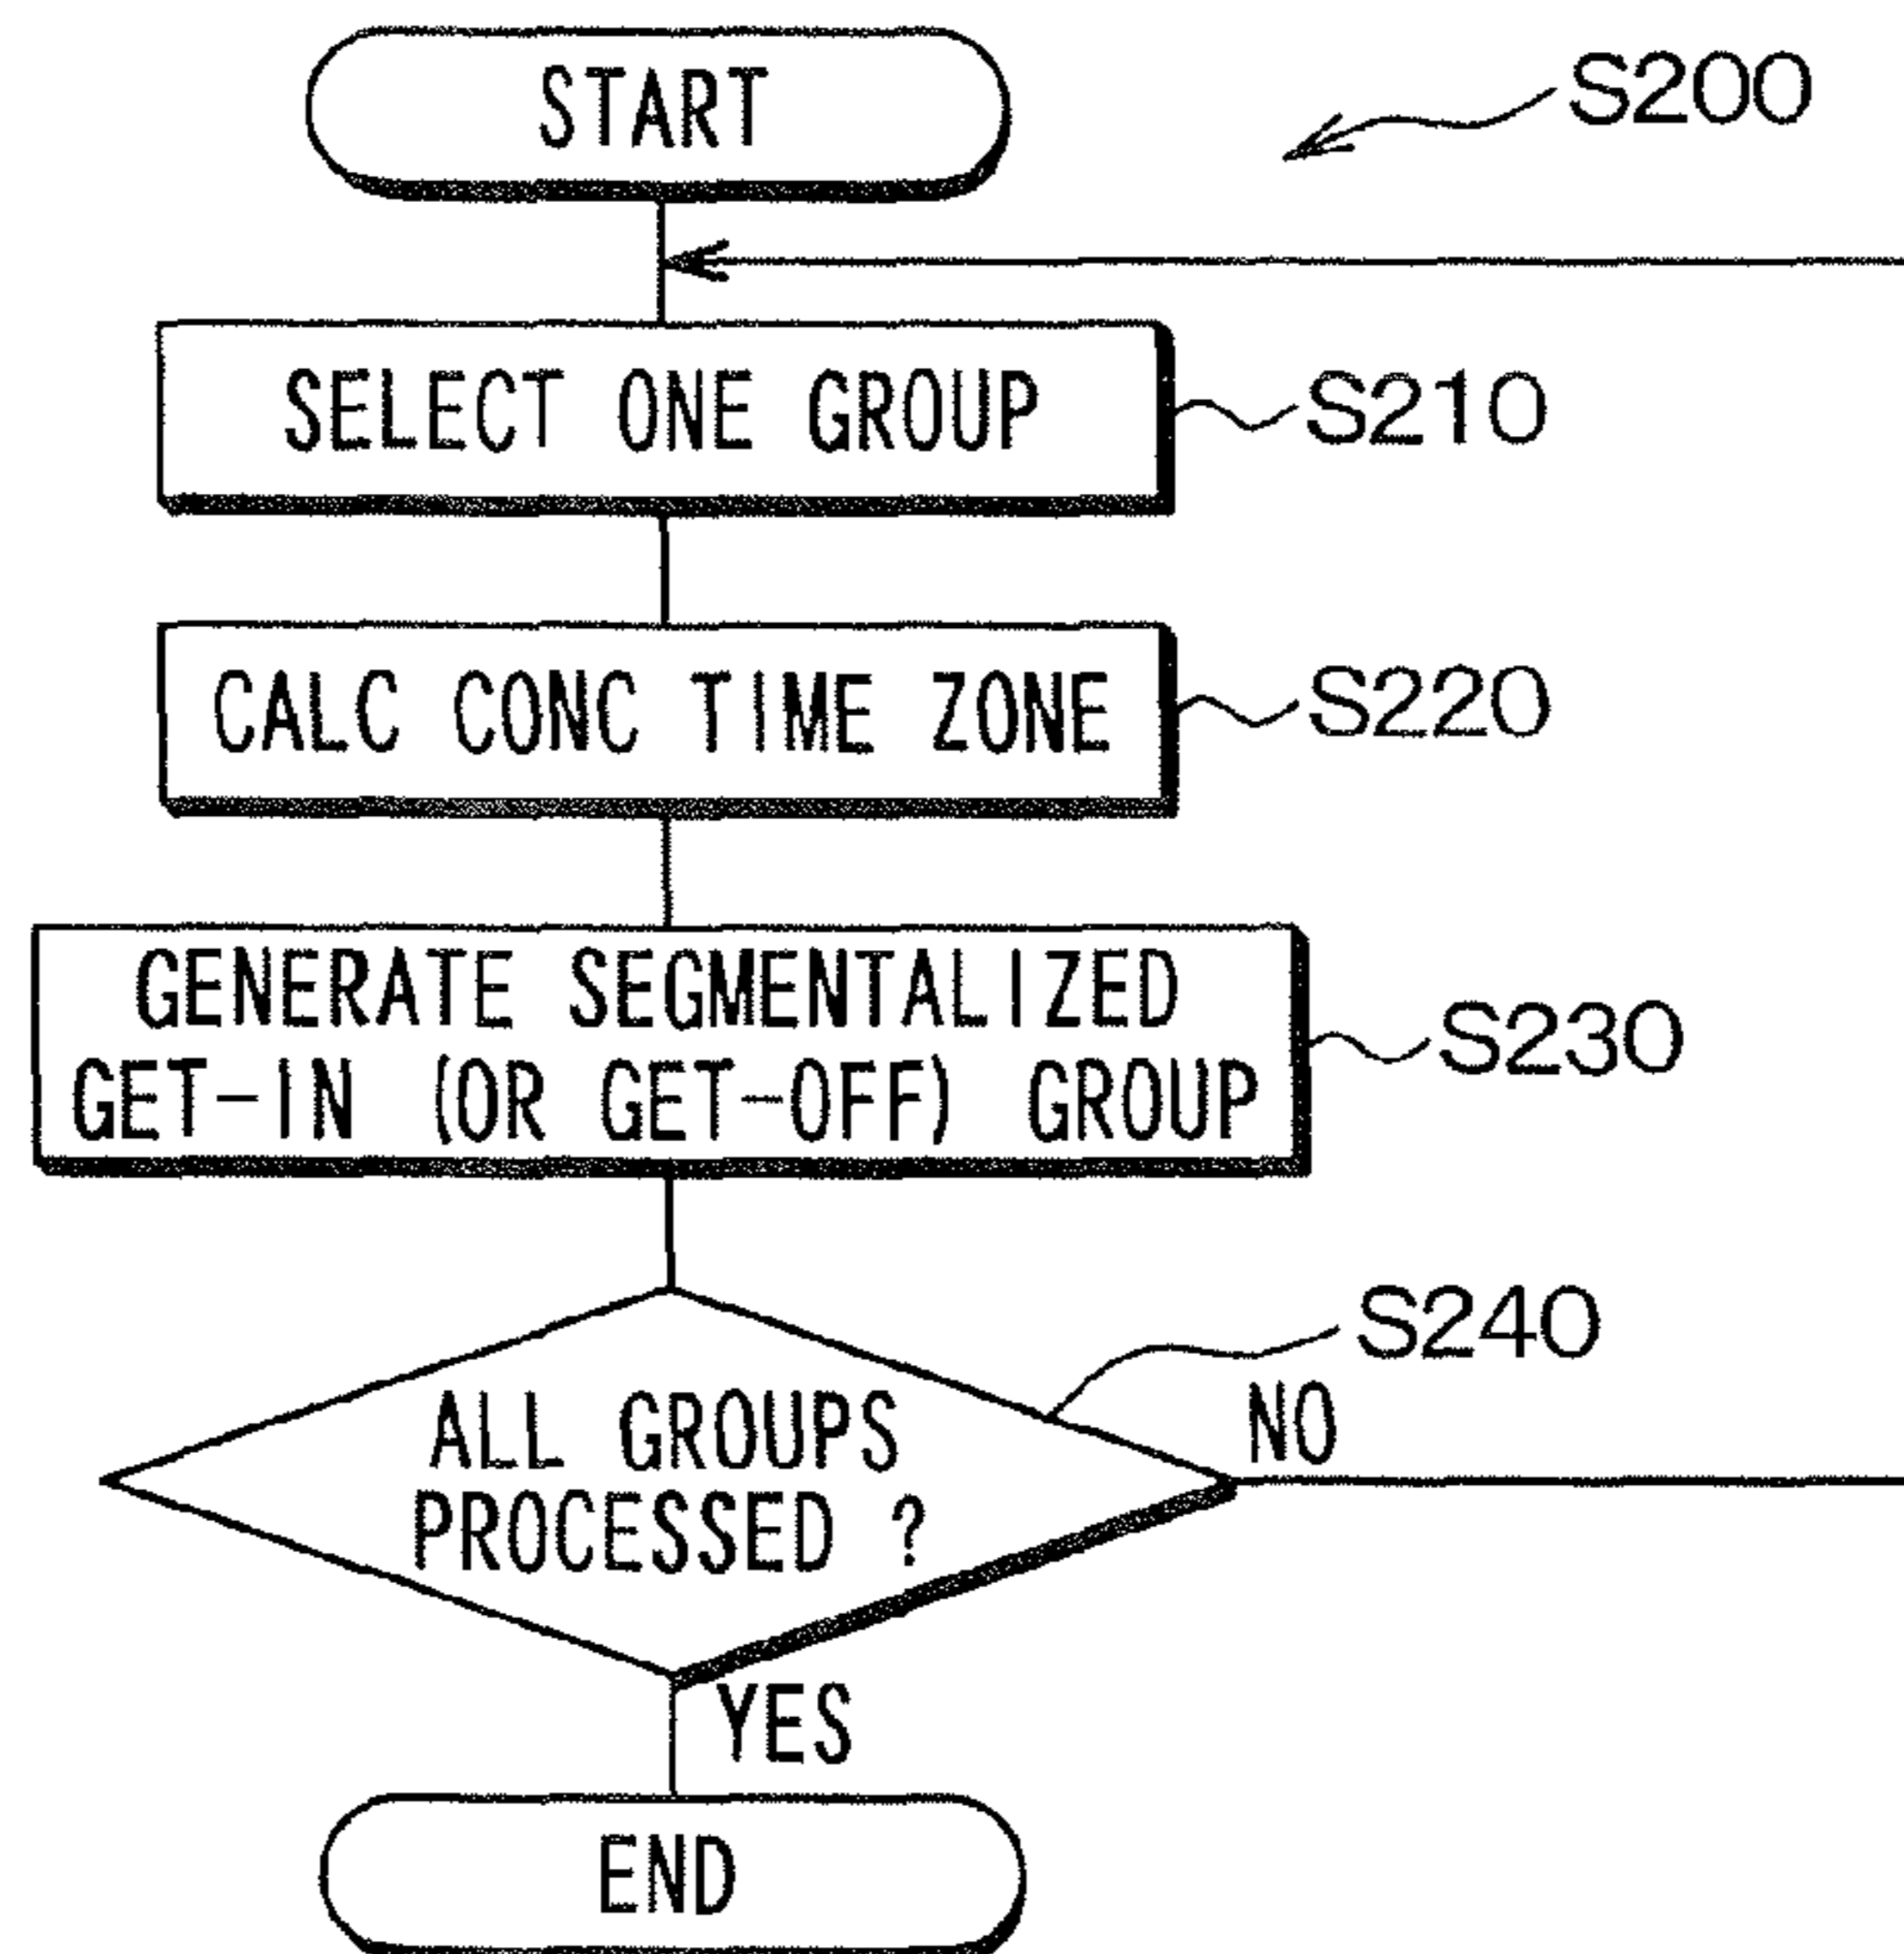 START
S200
SELECT ONE GROUP
S210
CALC CONC TIME ZONE
S220
GENERATE SEGMENTALIZED
GET-IN (OR GET-OFF) GROUP
S230
S240
ALL GROUPS
PROCESSED ?
NO
YES
END